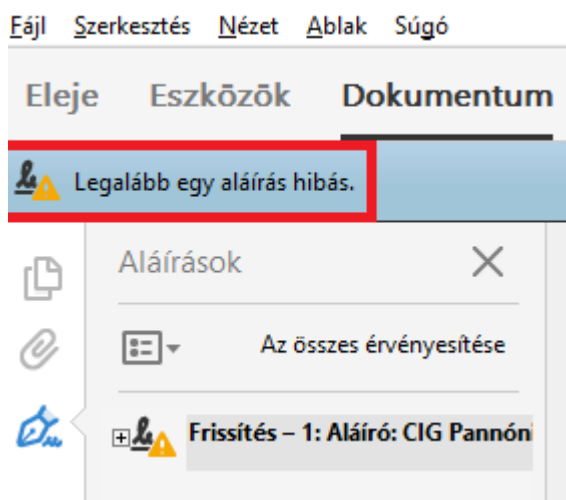 Fájl Szerkesztés Nézet Ablak Súgó
Eleje Eszközök Dokumentum
Legalább egy aláírás hibás.
Aláírások
Az összes érvényesítése
Frissítés – 1: Aláíró: CIG Pannóni